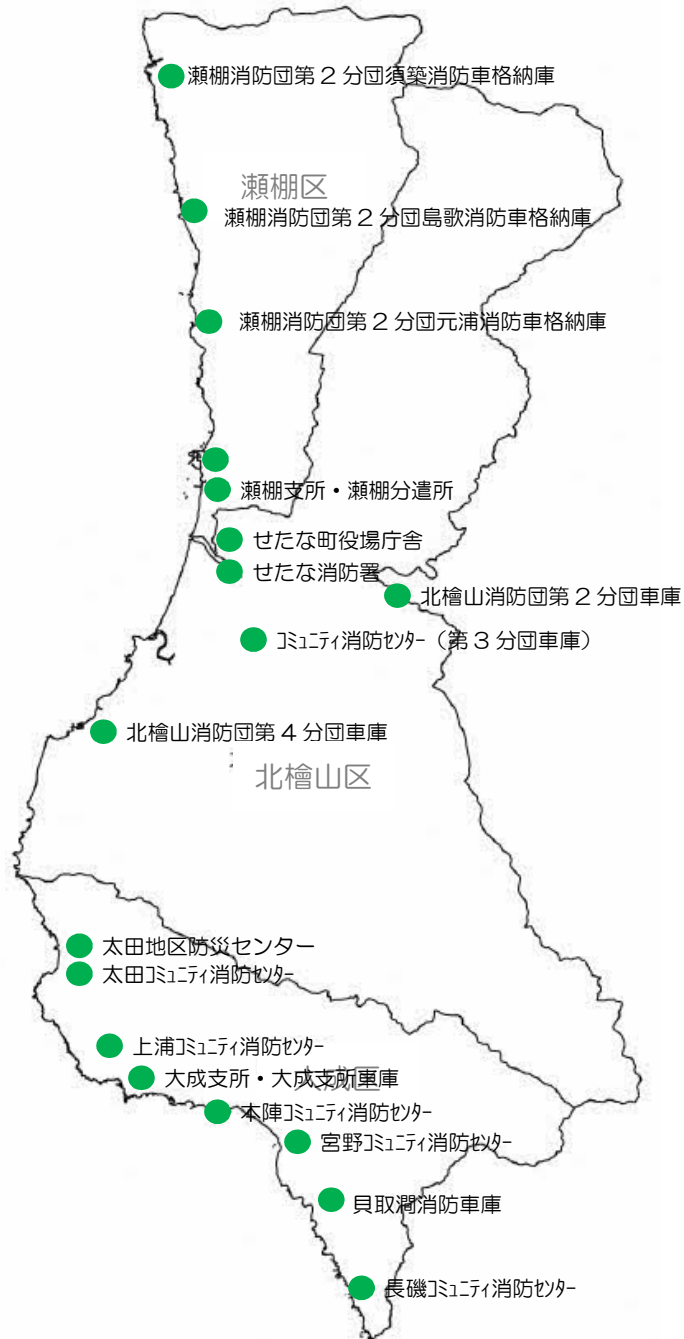 瀬棚消防団第２分団須築消防車格納庫
瀬棚区
瀬棚消防団第２分団島歌消防車格納庫
瀬棚消防団第２分団元浦消防車格納庫
瀬棚支所・瀬棚分遣所
せたな町役場庁舎
せたな消防署
北檜山消防団第２分団車庫
ｺﾐｭﾆﾃｨ消防ｾﾝﾀｰ（第３分団車庫）
北檜山消防団第４分団車庫
北檜山区
太田地区防災センター
太田ｺﾐｭﾆﾃｨ消防ｾﾝﾀｰ
上浦ｺﾐｭﾆﾃｨ消防ｾﾝﾀｰ
大成区
大成支所・大成支所車庫
本陣ｺﾐｭﾆﾃｨ消防ｾﾝﾀｰ
宮野ｺﾐｭﾆﾃｨ消防ｾﾝﾀｰ
貝取澗消防車庫
長磯ｺﾐｭﾆﾃｨ消防ｾﾝﾀｰ